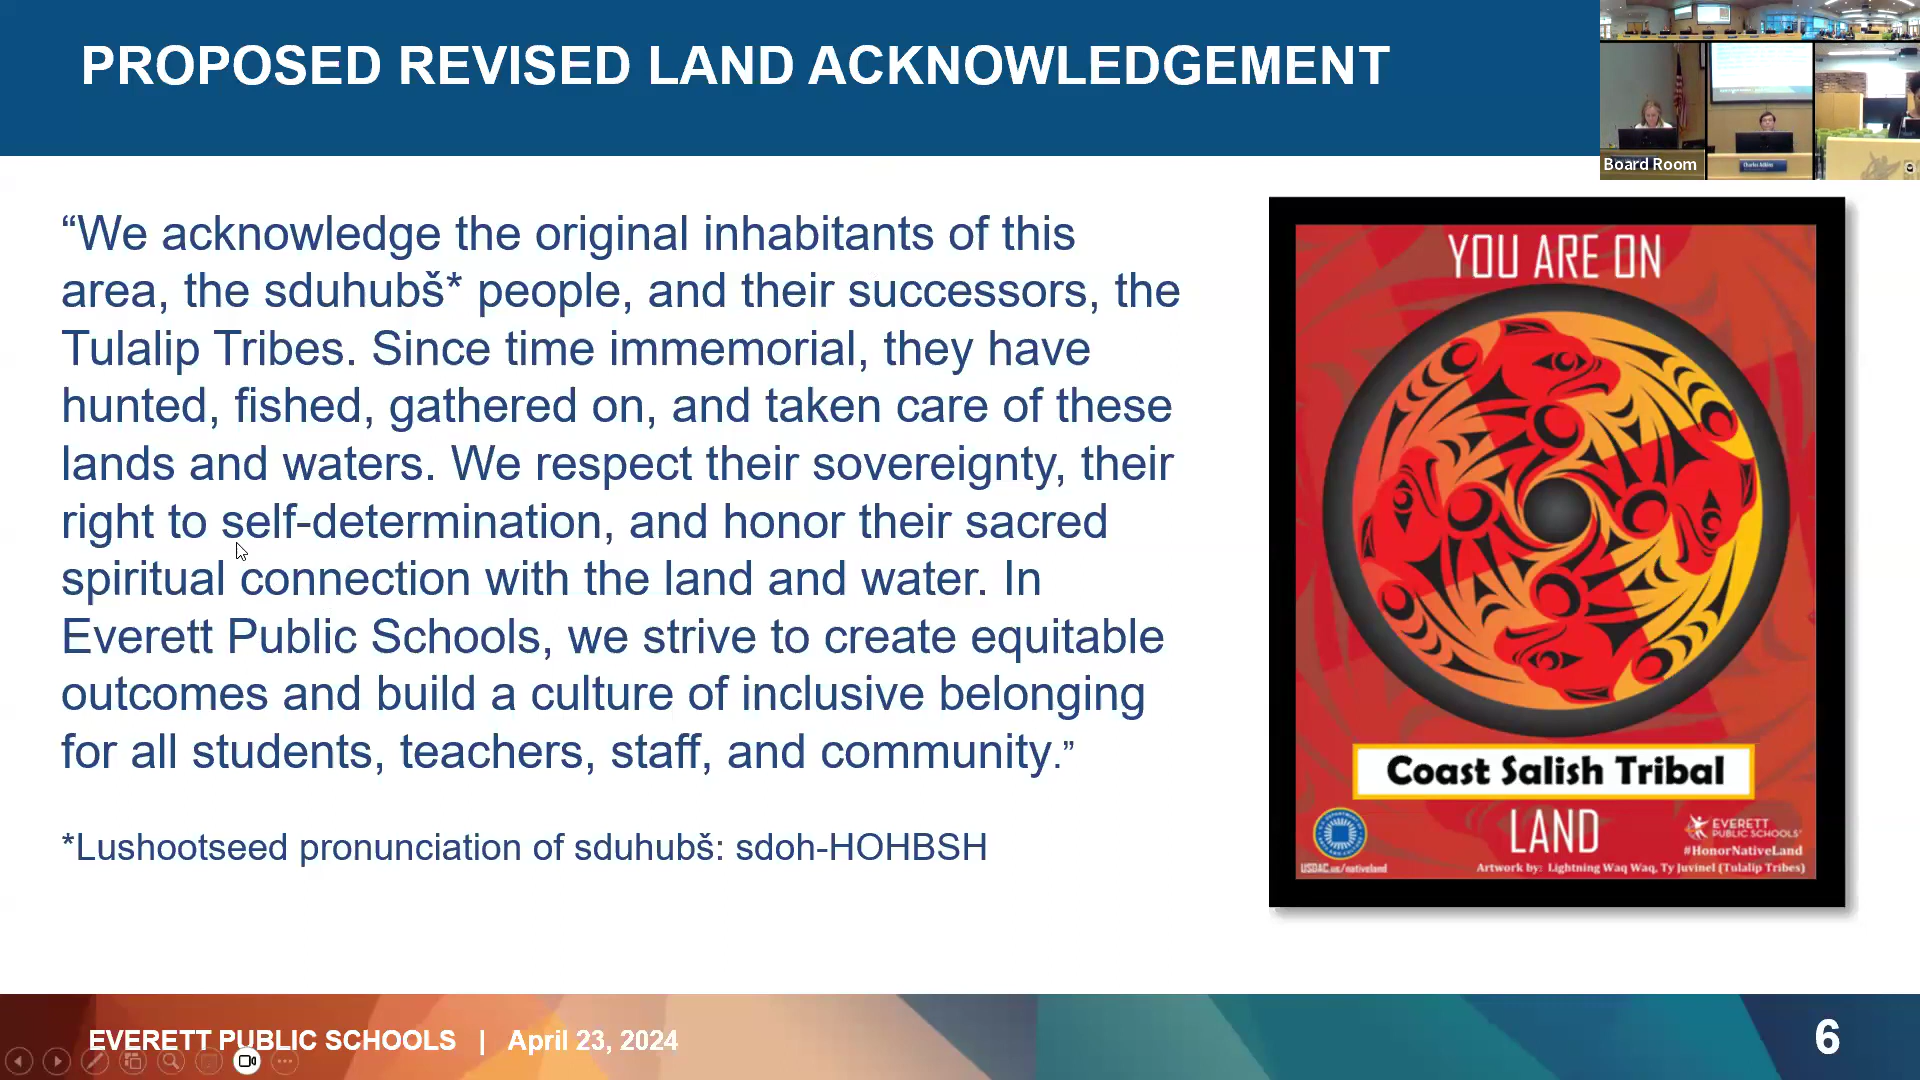 PROPOSED REVISED LAND ACKNOWLEDGEMENT
Board Room
Charles Adkins
“We acknowledge the original inhabitants of this
area, the sduhubš* people, and their successors, the
Tulalip Tribes. Since time immemorial, they have
hunted, fished, gathered on, and taken care of these
lands and waters. We respect their sovereignty, their
right to self-determination, and honor their sacred
spiritual connection with the land and water. In
Everett Public Schools, we strive to create equitable
outcomes and build a culture of inclusive belonging
for all students, teachers, staff, and community.”
*Lushootseed pronunciation of sduhubš: sdoh-HOHBSH
YOU ARE ON
Coast Salish Tribal
LAND
EVERETT
PUBLIC SCHOOLS
#HonorNativeLand
USDAC.us/nativeland
Artwork by: Lightning Waq Waq, Ty Juvinel (Tulalip Tribes)
EVERETT PUBLIC SCHOOLS | April 23, 2024
6